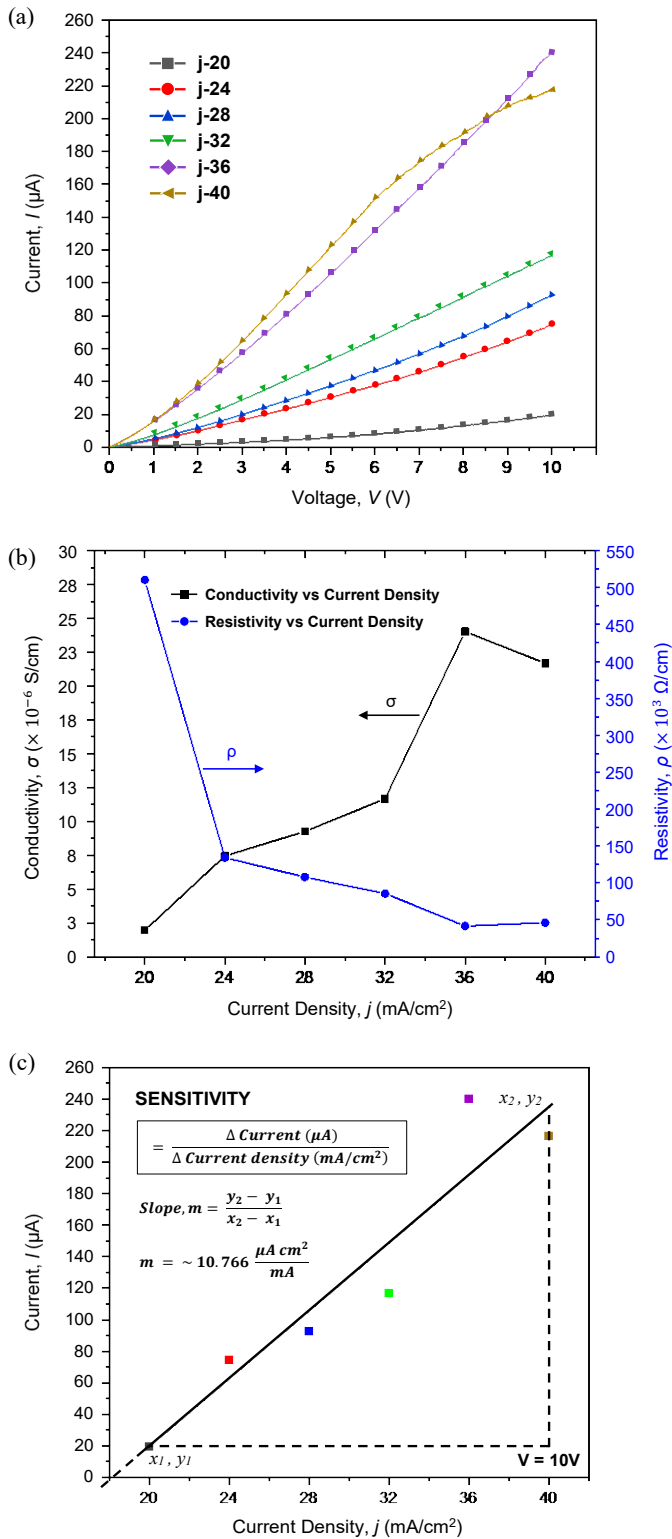 (a)
260
240
220
200
180
160
140
120
100
80
60
40
20
0
Current, I (µA)
j-20
j-24
j-28
j-32
j-36
j-40
0 1 2 3 4 5 6 7 8 9 10
Voltage, V (V)
(b)
30
28
25
23
20
18
15
13
10
8
5
3
0
Conductivity, σ (× 10⁻⁶ S/cm)
Conductivity vs Current Density
Resistivity vs Current Density
σ
ρ
550
500
450
400
350
300
250
200
150
100
50
0
Resistivity, ρ (× 10³ Ω/cm)
20 24 28 32 36 40
Current Density, j (mA/cm²)
(c)
260
240
220
200
180
160
140
120
100
80
60
40
20
0
Current, I (µA)
SENSITIVITY
= Δ Current (µA) / Δ Current density (mA/cm²)
Slope, m = y₂ − y₁ / x₂ − x₁
m = ~ 10.766 µA cm² / mA
x₂, y₂
x₁, y₁
V = 10V
20 24 28 32 36 40
Current Density, j (mA/cm²)